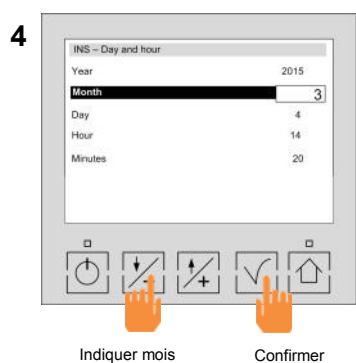 4
INS – Day and hour
Year 2015
Month 3
Day 4
Hour 14
Minutes 20
Indiquer mois Confirmer